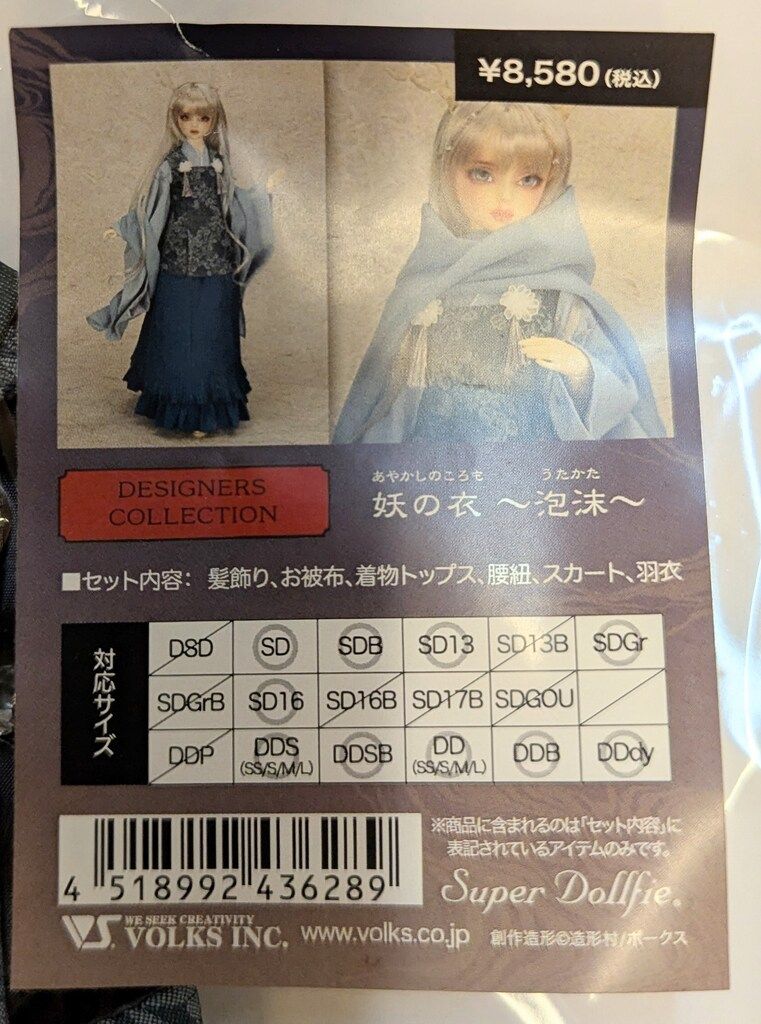 ¥8,580(税込)
DESIGNERS
COLLECTION
あやかしのころも うたかた
妖の衣 〜泡沫〜
■セット内容： 髪飾り、お被布、着物トップス、腰紐、スカート、羽衣
対応サイズ
DSD SD SDB SD13 SD13B SDGr
SDGrB SD16 SD16B SD17B SDGOU
DDP DDS DDSB DD DDB DDdy
(SS/S/M/L) (SS/S/M/L)
※商品に含まれるのは「セット内容」に
表記されているアイテムのみです。
4 518992 436289
Super Dollfie®
VS. WE SEEK CREATIVITY
VOLKS INC. www.volks.co.jp 創作造形©造形村/ボークス